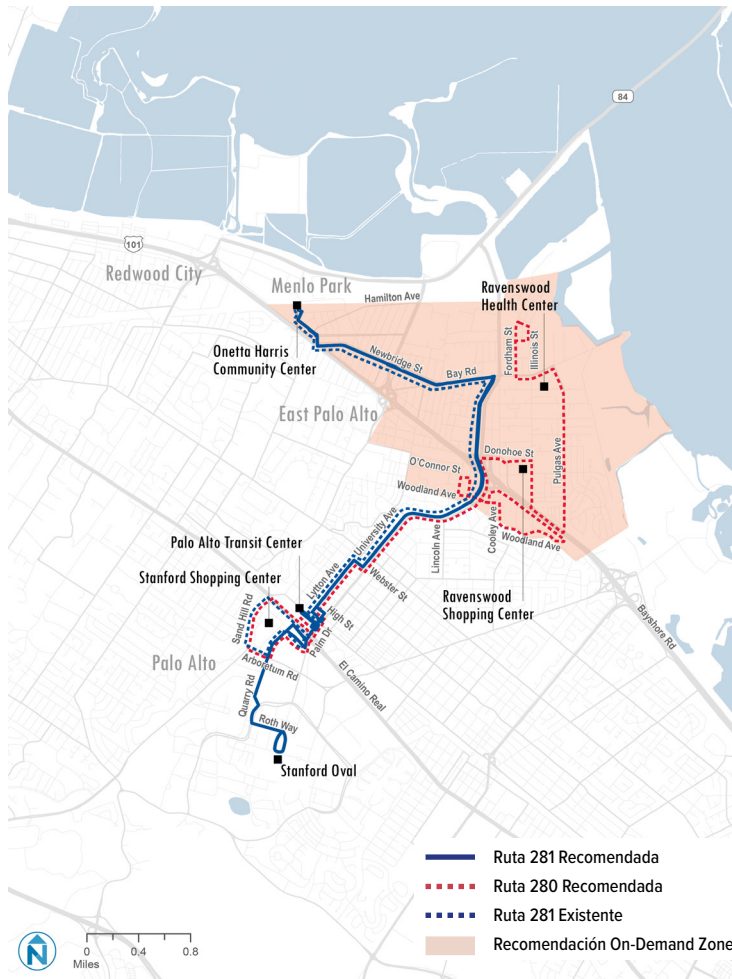 84
101
Redwood City
Menlo Park
Hamilton Ave
Ravenswood
Health Center
Onetta Harris
Community Center
Newbridge St
Bay Rd
Fordham St
Illinois St
East Palo Alto
Donohoe St
Pulgas Ave
O'Connor St
Woodland Ave
University Ave
Lincoln Ave
Cooley Ave
Woodland Ave
Palo Alto Transit Center
Lytton Ave
Webster St
Ravenswood
Shopping Center
Stanford Shopping Center
Sand Hill Rd
High St
Palm Dr
Bayshore Rd
Palo Alto
Arboretum Rd
El Camino Real
Quarry Rd
Roth Way
Stanford Oval
Ruta 281 Recomendada
Ruta 280 Recomendada
Ruta 281 Existente
Recomendación On-Demand Zone
N
0 0.4 0.8
Miles